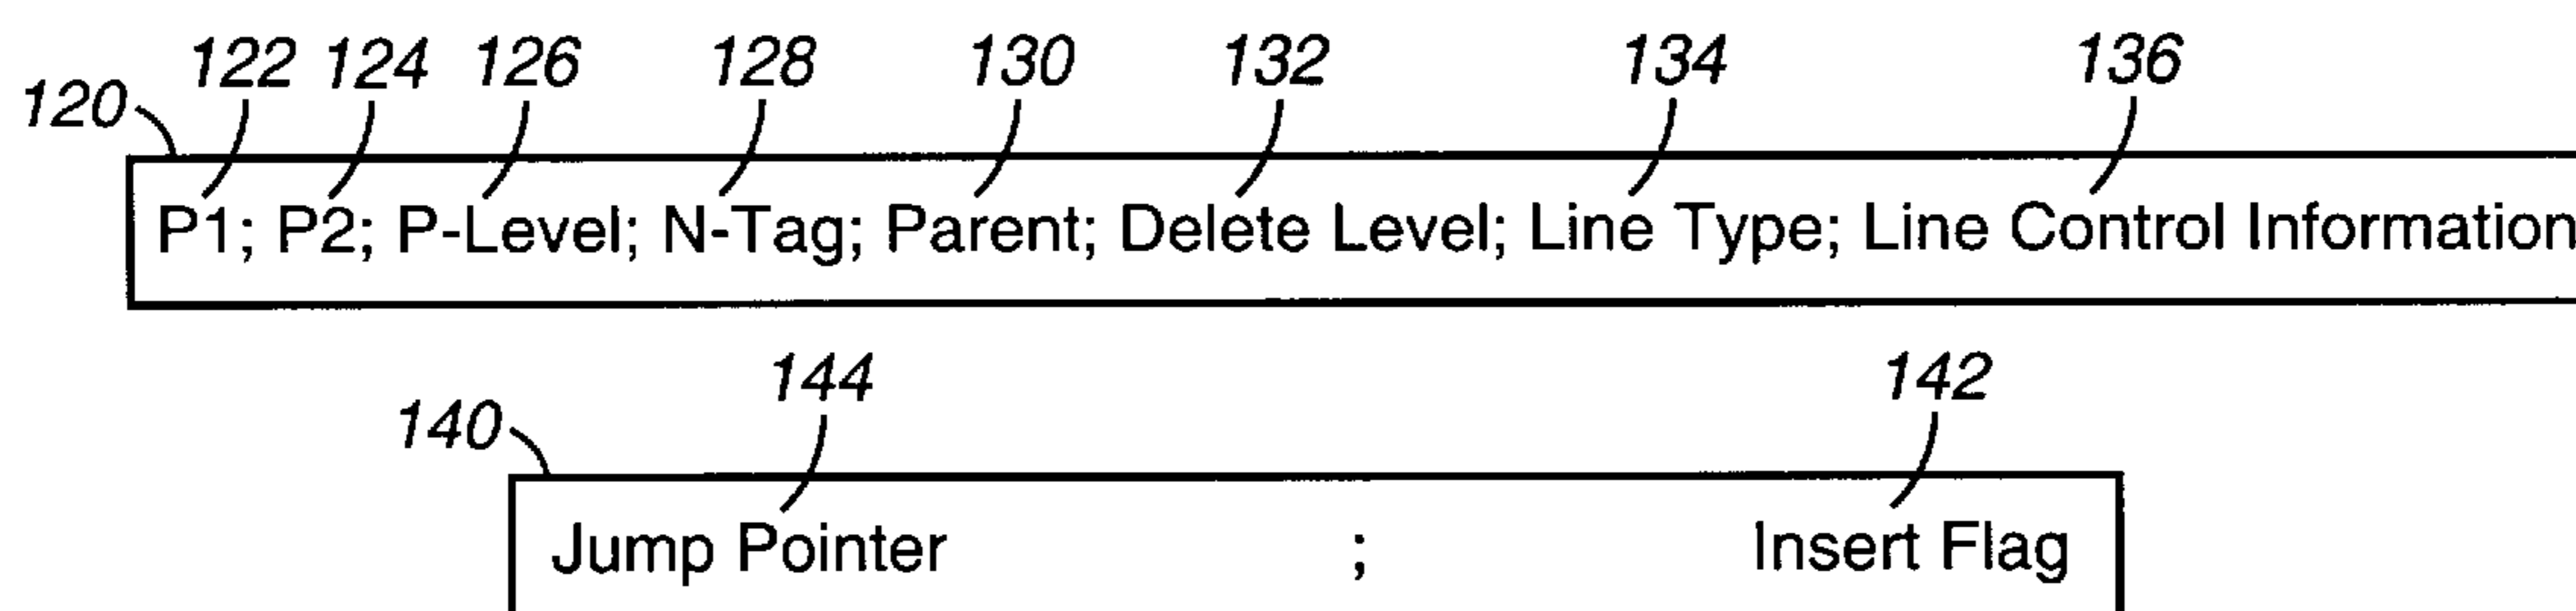 122 124 126 128 130 132 134 136
120
P1; P2; P-Level; N-Tag; Parent; Delete Level; Line Type; Line Control Information
144 142
140
Jump Pointer ; Insert Flag